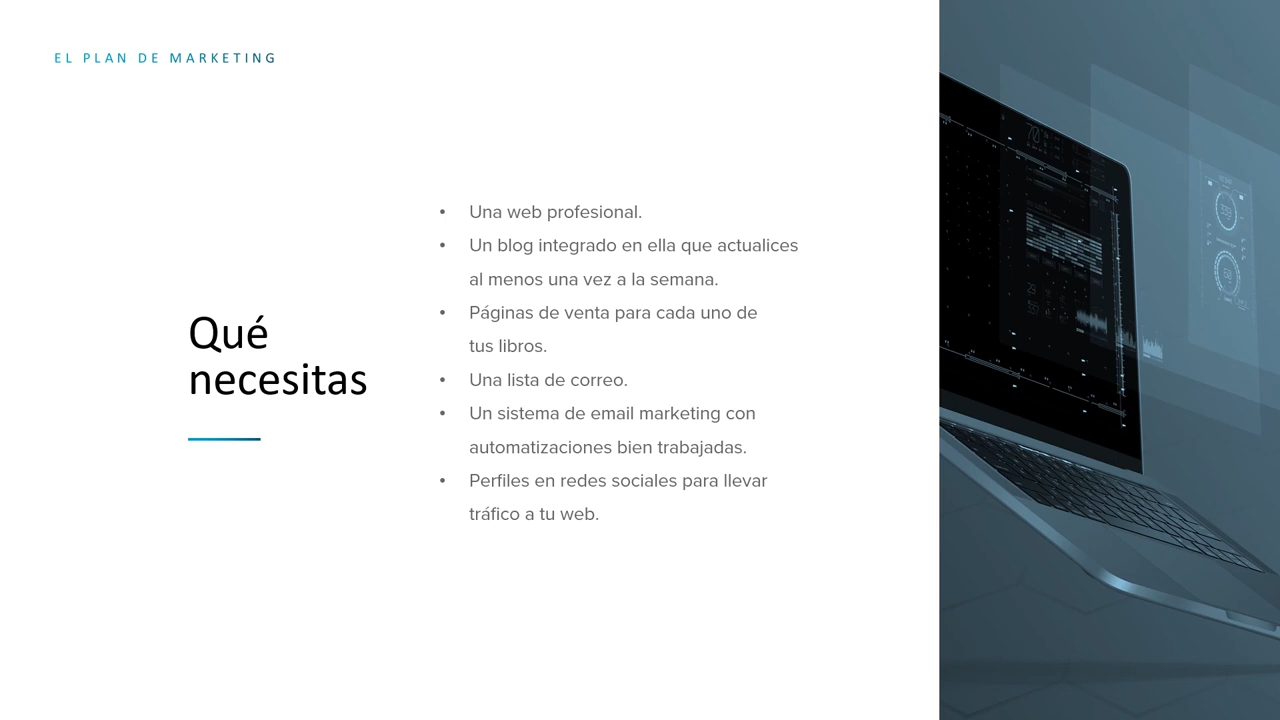 EL PLAN DE MARKETING
Qué
necesitas
• Una web profesional.
• Un blog integrado en ella que actualices
al menos una vez a la semana.
• Páginas de venta para cada uno de
tus libros.
• Una lista de correo.
• Un sistema de email marketing con
automatizaciones bien trabajadas.
• Perfiles en redes sociales para llevar
tráfico a tu web.